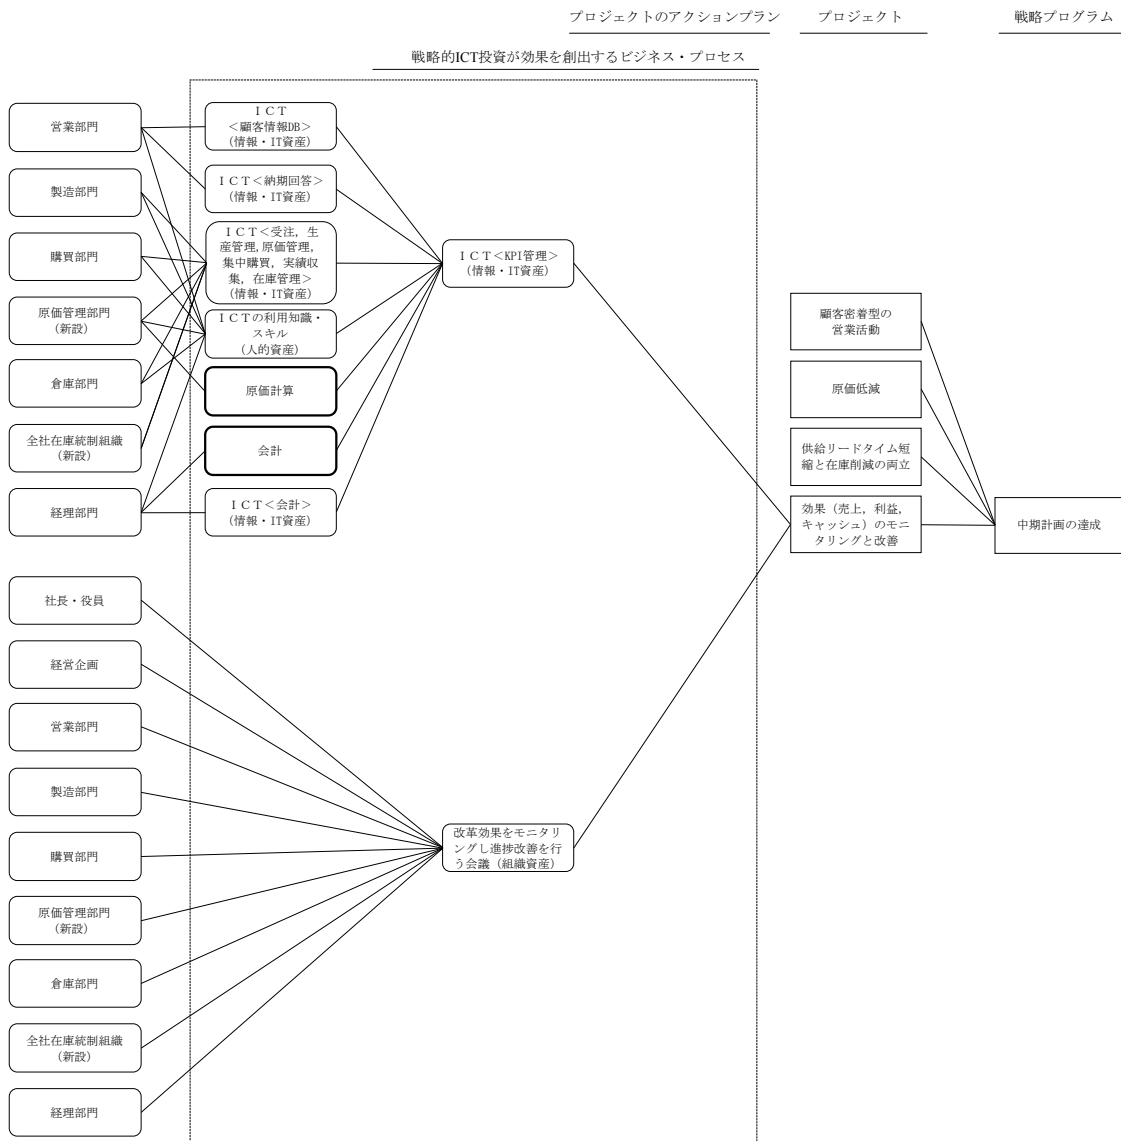 プロジェクトのアクションプラン
プロジェクト
戦略プログラム
戦略的ICT投資が効果を創出するビジネス・プロセス
営業部門
製造部門
購買部門
原価管理部門
(新設)
倉庫部門
全社在庫統制組織
(新設)
経理部門
ＩＣＴ
＜顧客情報DB＞
(情報・IT資産)
ＩＣＴ＜納期回答＞
(情報・IT資産)
ＩＣＴ＜受注，生
産管理,原価管理,
集中購買，実績収
集，在庫管理＞
(情報・IT資産)
ＩＣＴの利用知識・
スキル
(人的資産)
原価計算
会計
ＩＣＴ＜会計＞
(情報・IT資産)
ＩＣＴ＜KPI管理＞
(情報・IT資産)
顧客密着型の
営業活動
原価低減
供給リードタイム短
縮と在庫削減の両立
効果（売上，利益，
キャッシュ）のモニ
タリングと改善
中期計画の達成
社長・役員
経営企画
営業部門
製造部門
購買部門
原価管理部門
(新設)
倉庫部門
全社在庫統制組織
(新設)
経理部門
改革効果をモニタリ
ングし進捗改善を行
う会議（組織資産）